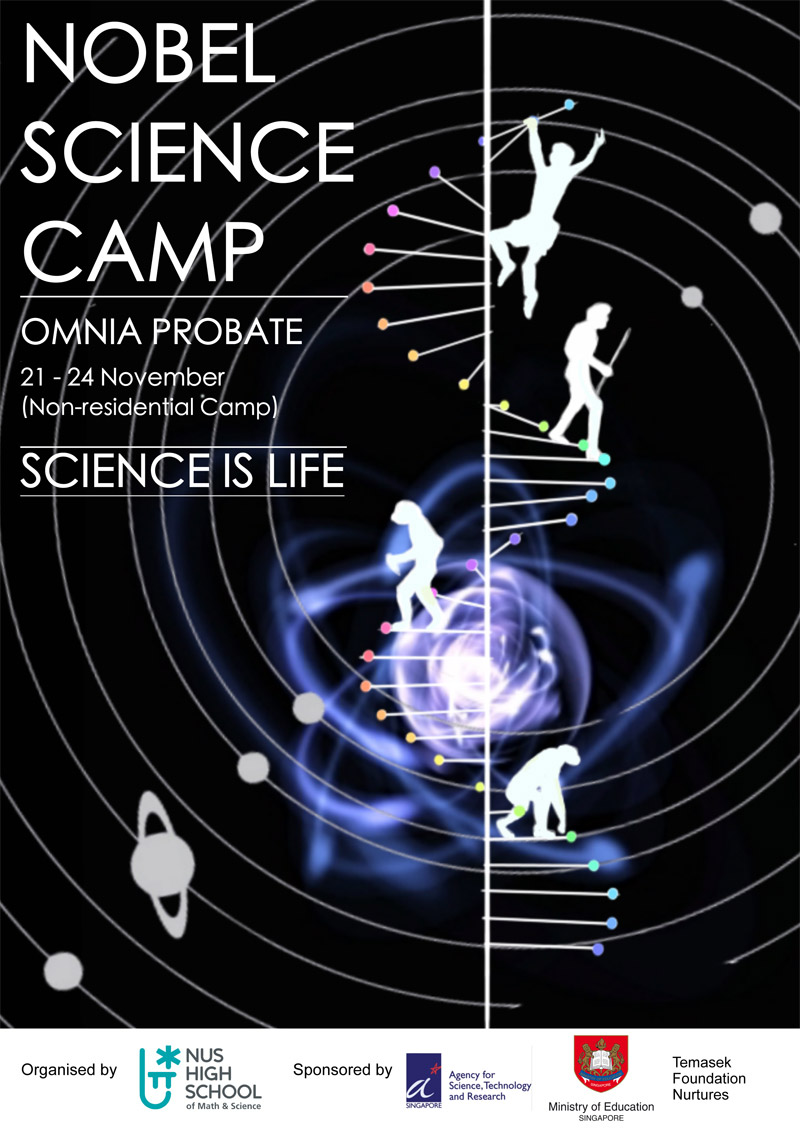 NOBEL
SCIENCE
CAMP
OMNIA PROBATE
21 - 24 November
(Non-residential Camp)
SCIENCE IS LIFE
Organised by
NUS
HIGH
SCHOOL
of Math & Science
Sponsored by
a
SINGAPORE
Agency for
Science, Technology
and Research
SINGAPORE
Ministry of Education
SINGAPORE
Temasek
Foundation
Nurtures